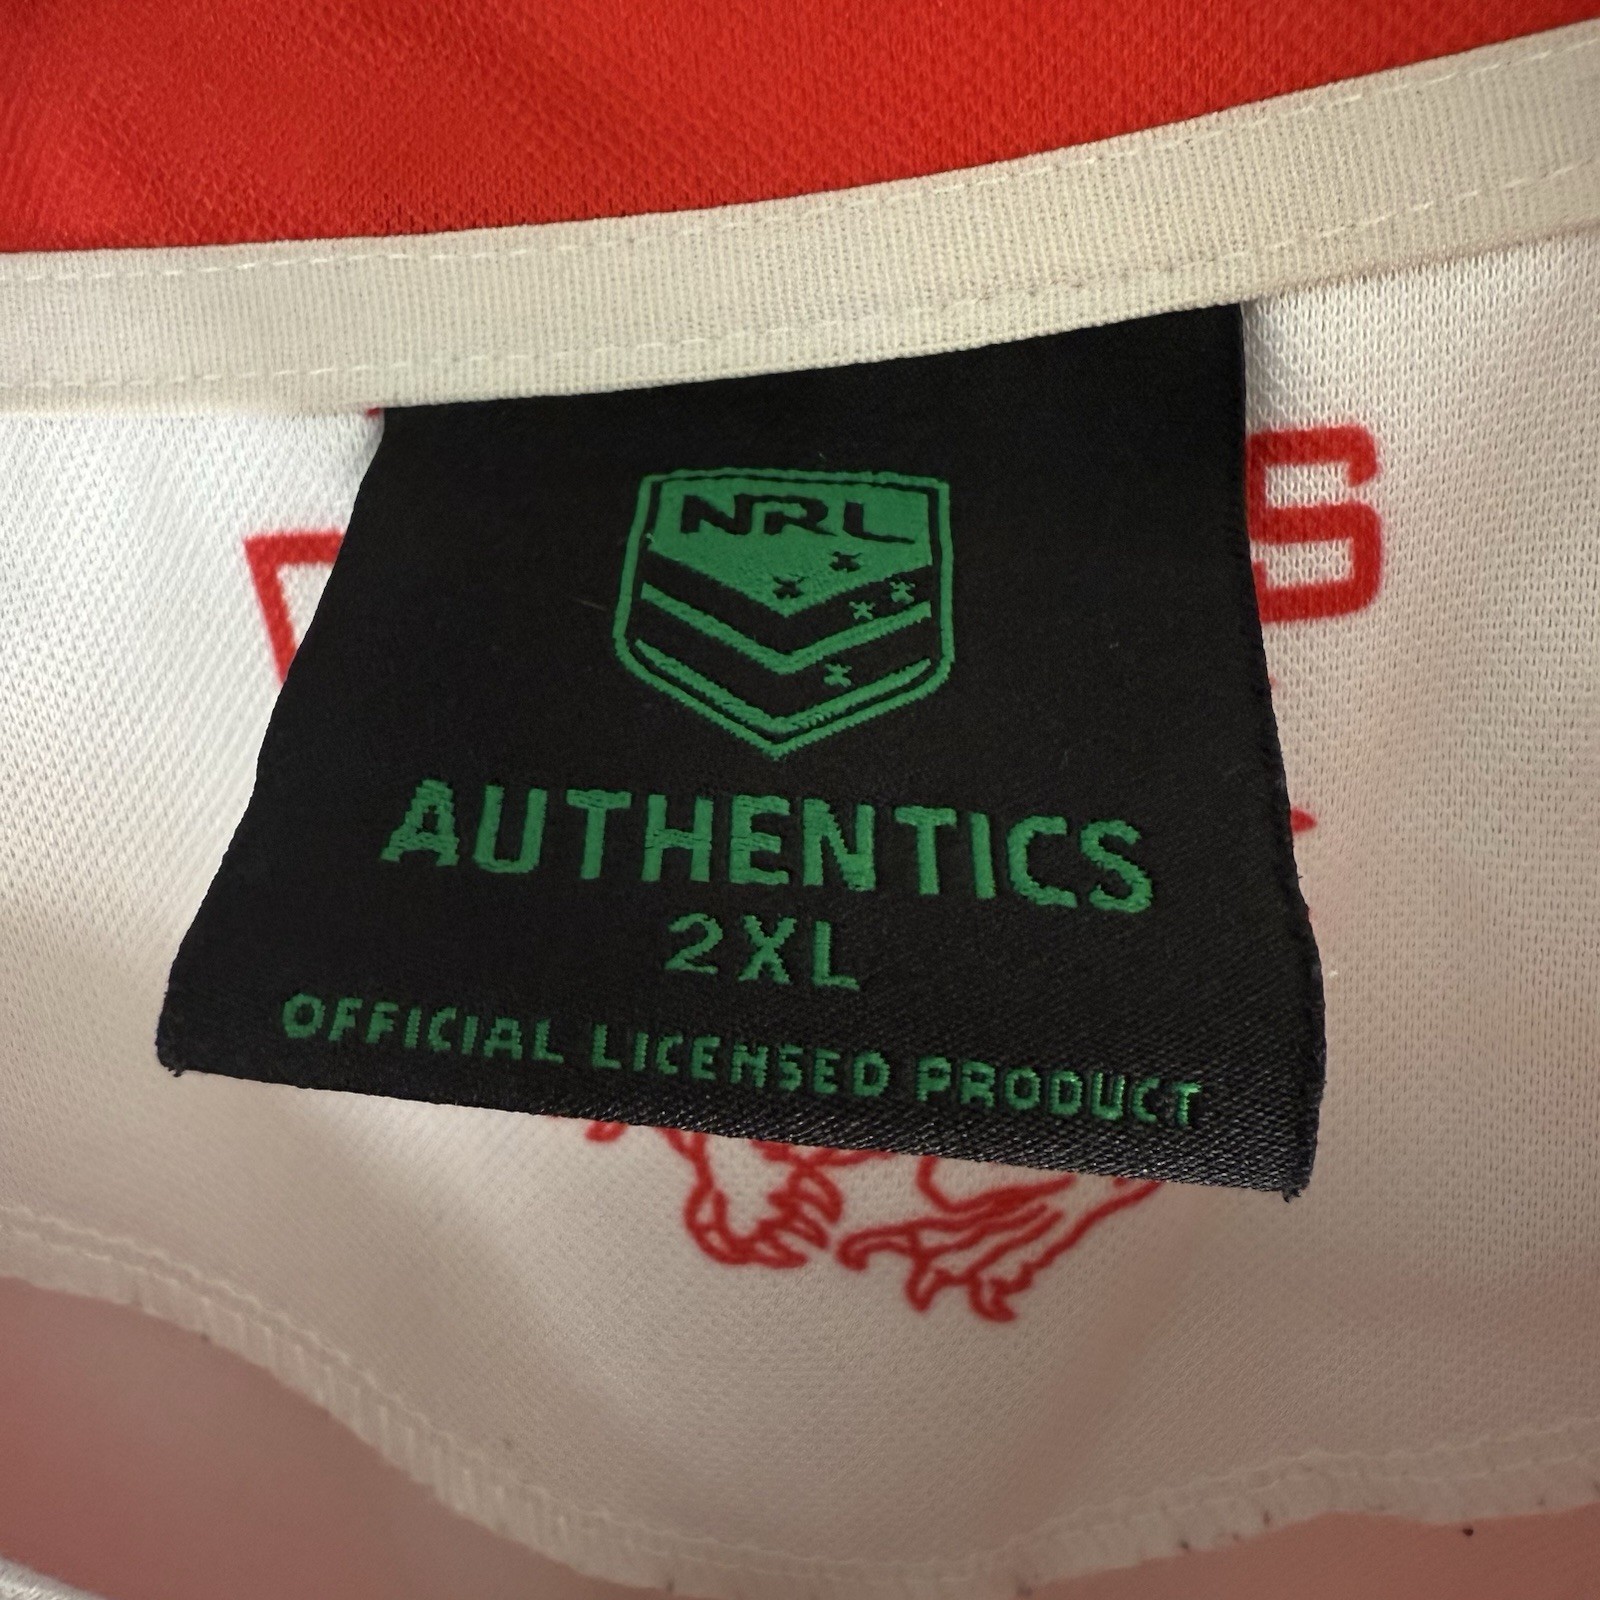 NRL
AUTHENTICS
2XL
OFFICIAL LICENSED PRODUCT